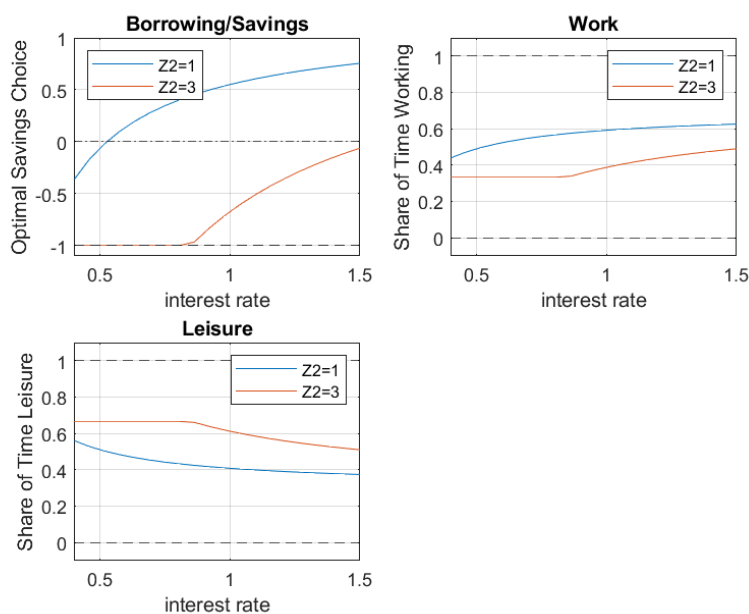 Borrowing/Savings
Optimal Savings Choice
1
0.5
0
-0.5
-1
Z2=1
Z2=3
0.5
1
1.5
interest rate
Work
Share of Time Working
1
0.8
0.6
0.4
0.2
0
Z2=1
Z2=3
0.5
1
1.5
interest rate
Leisure
Share of Time Leisure
1
0.8
0.6
0.4
0.2
0
Z2=1
Z2=3
0.5
1
1.5
interest rate